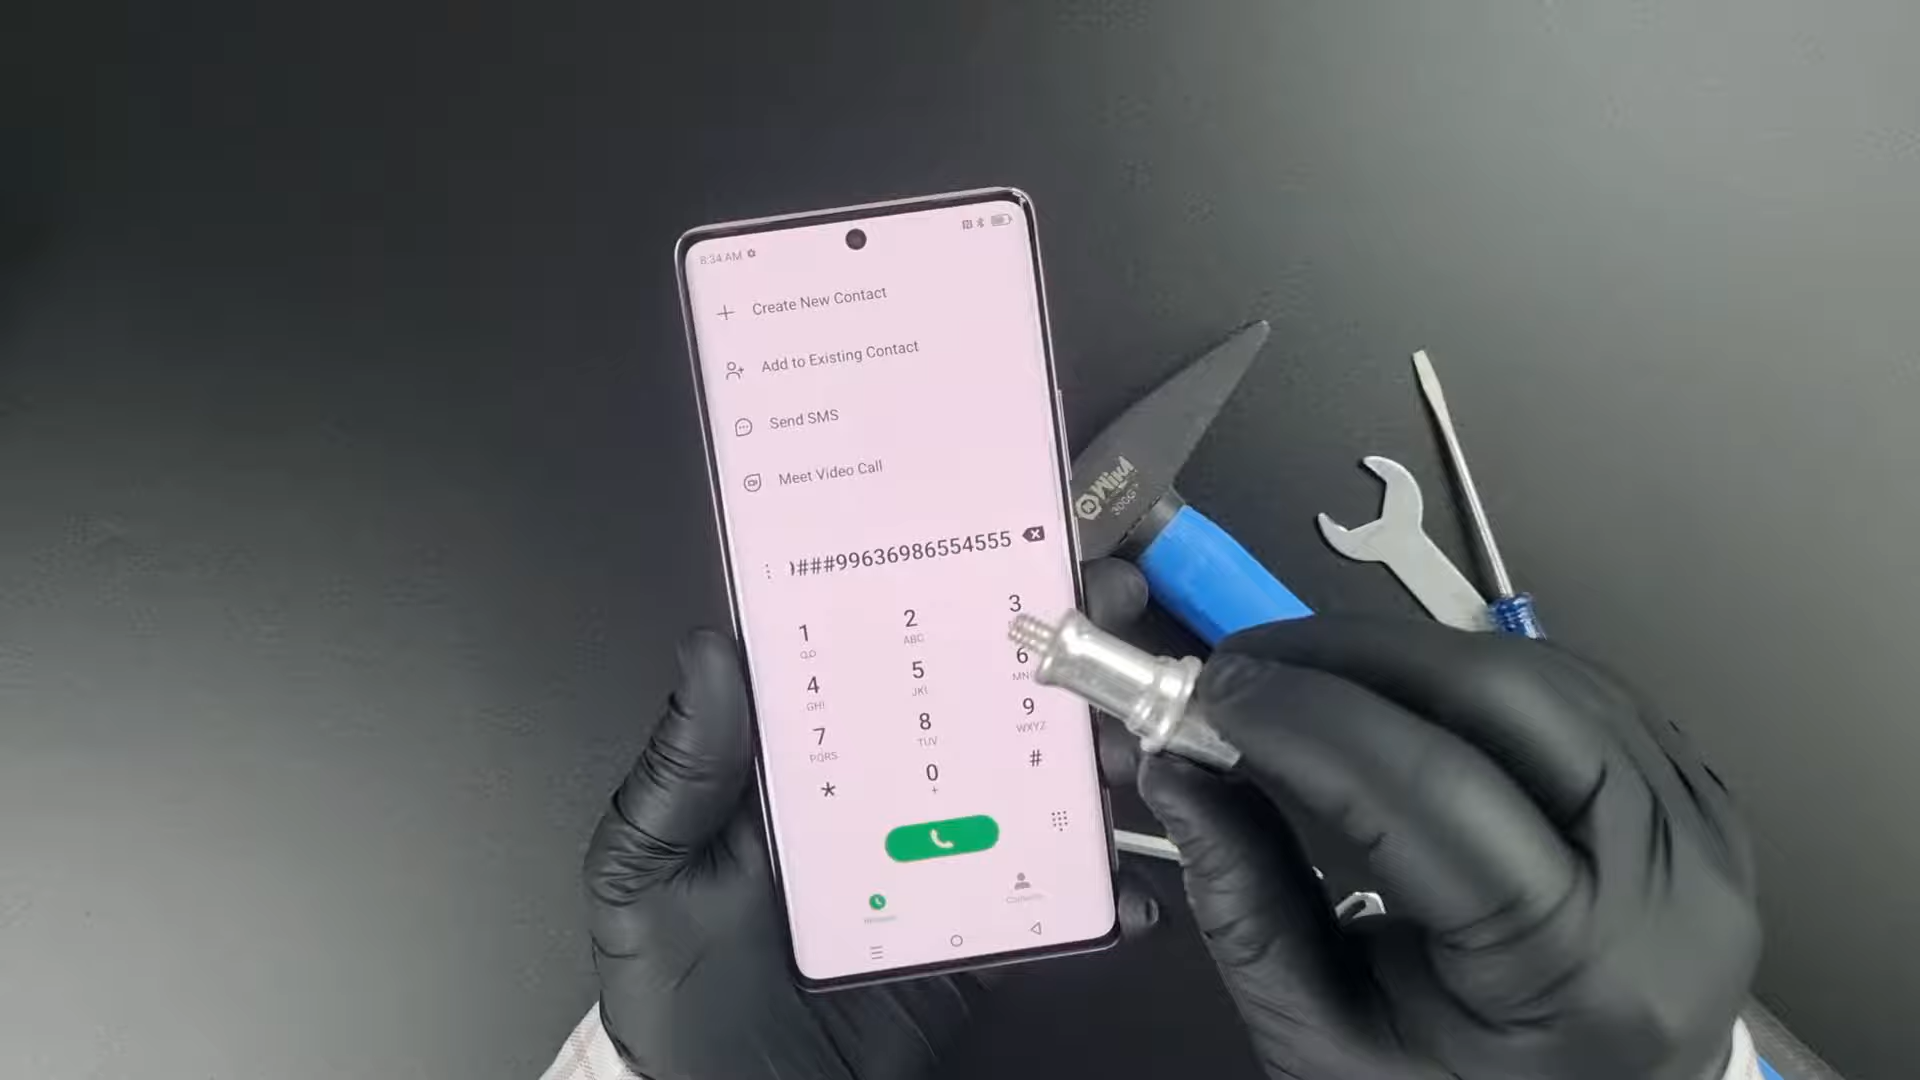 8:34 AM
Create New Contact
Add to Existing Contact
Send SMS
Meet Video Call
###99636986554555
1 2 3
ABC
4 5 6
GHI JKL
7 8 9
PQRS TUV WXYZ
* 0 #
+
300G